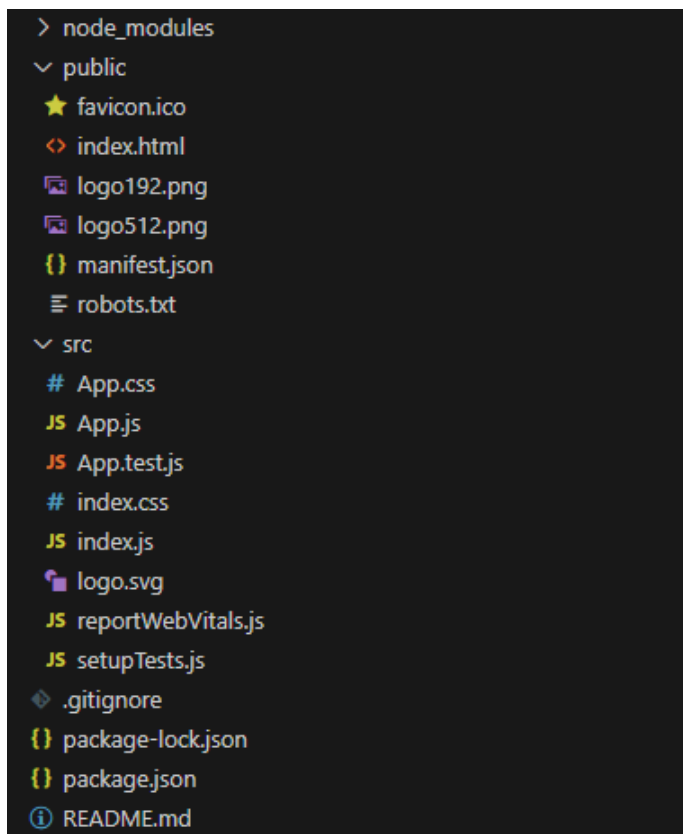 node_modules
public
favicon.ico
index.html
logo192.png
logo512.png
manifest.json
robots.txt
src
App.css
App.js
App.test.js
index.css
index.js
logo.svg
reportWebVitals.js
setupTests.js
.gitignore
package-lock.json
package.json
README.md